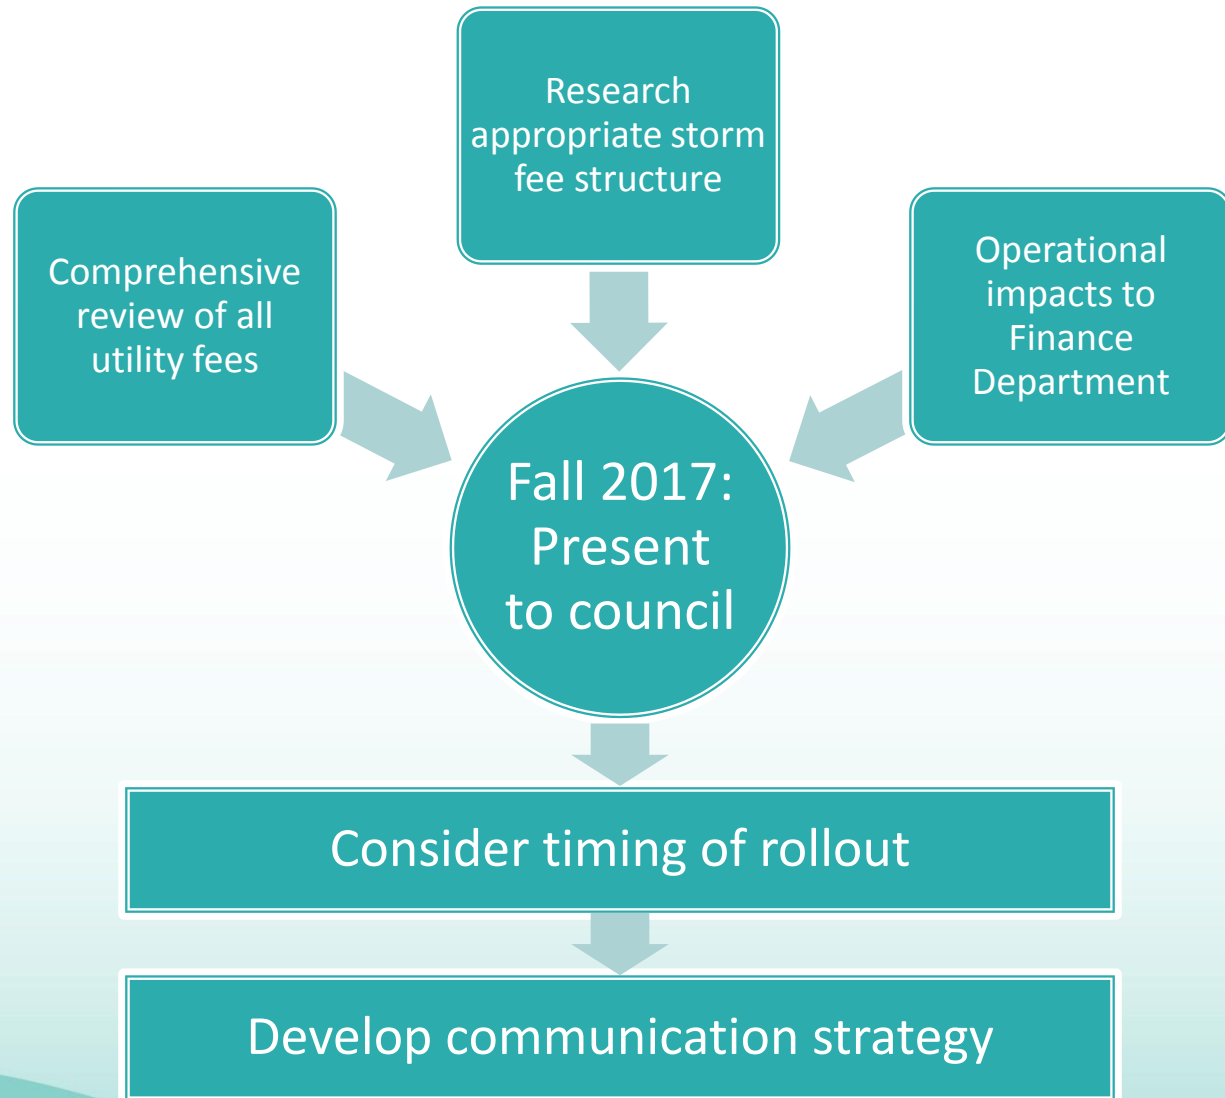 Research
appropriate storm
fee structure
Comprehensive
review of all
utility fees
Operational
impacts to
Finance
Department
Fall 2017:
Present
to council
Consider timing of rollout
Develop communication strategy